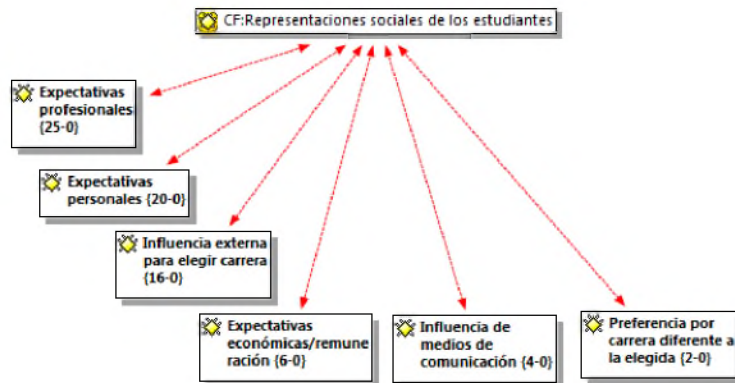 CF:Representaciones sociales de los estudiantes
Expectativas
profesionales
{25-0}
Expectativas
personales {20-0}
Influencia externa
para elegir carrera
{16-0}
Expectativas
económicas/remune
ración {6-0}
Influencia de
medios de
comunicación {4-0}
Preferencia por
carrera diferente a
la elegida {2-0}